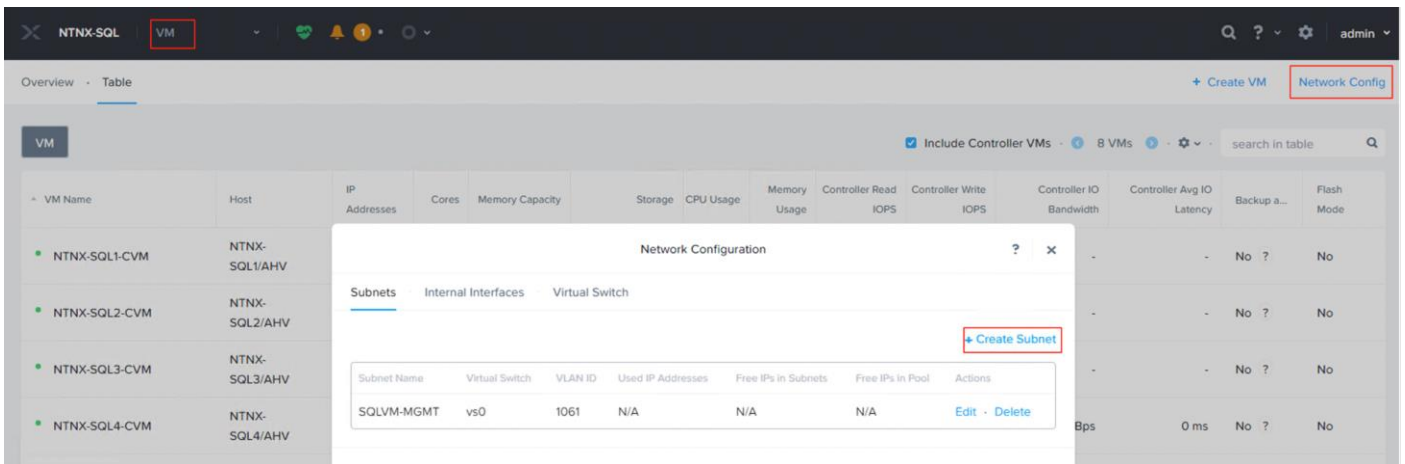 NTNX-SQL VM 1 ? admin
Overview · Table + Create VM Network Config
VM Include Controller VMs · 8 VMs · search in table
VM Name Host IP Addresses Cores Memory Capacity Storage CPU Usage Memory Usage Controller Read IOPS Controller Write IOPS Controller IO Bandwidth Controller Avg IO Latency Backup a... Flash Mode
NTNX-SQL1-CVM NTNX-SQL1/AHV - - No ? No
NTNX-SQL2-CVM NTNX-SQL2/AHV - - No ? No
NTNX-SQL3-CVM NTNX-SQL3/AHV - - No ? No
NTNX-SQL4-CVM NTNX-SQL4/AHV Bps 0 ms No ? No
Network Configuration ?
Subnets · Internal Interfaces · Virtual Switch
+ Create Subnet
Subnet Name Virtual Switch VLAN ID Used IP Addresses Free IPs in Subnets Free IPs in Pool Actions
SQLVM-MGMT vs0 1061 N/A N/A N/A Edit · Delete